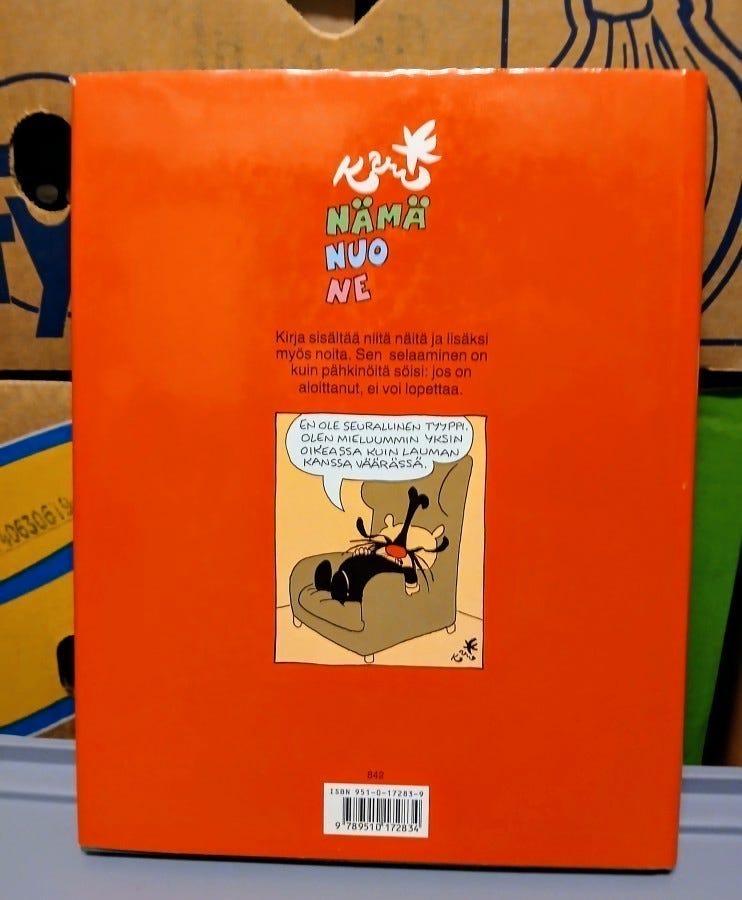 Karu
NÄMÄ
NUO
NE
Kirja sisältää niitä näitä ja lisäksi
myös noita. Sen selaaminen on
kuin pähkinöitä söisi: jos on
aloittanut, ei voi lopettaa.
EN OLE SEURALLINEN TYYPPI.
OLEN MIELUUMMIN YKSIN
OIKEASSA KUIN LAUMAN
KANSSA VÄÄRÄSSÄ.
842
ISBN 951-0-17283-9
9 789510 172834
40630619